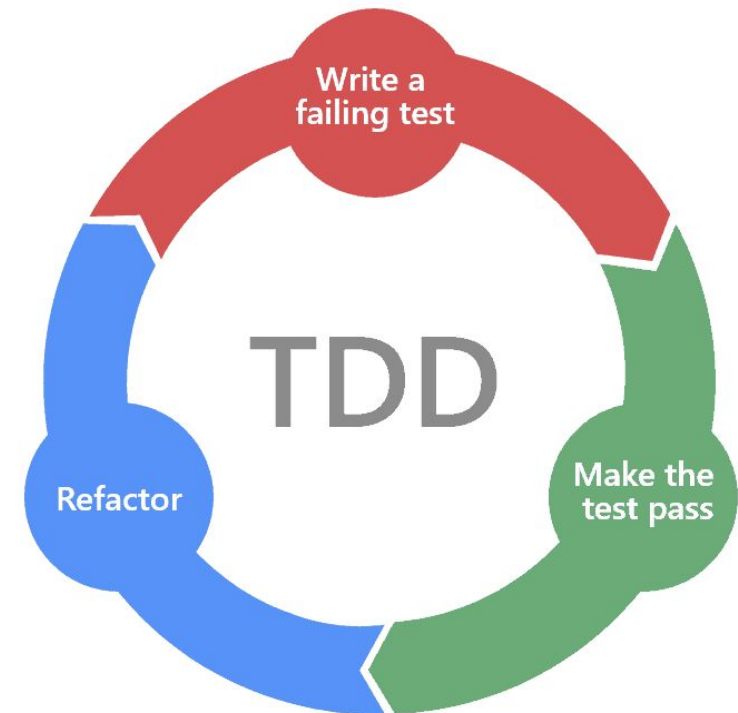 Write a
failing test
TDD
Make the
test pass
Refactor